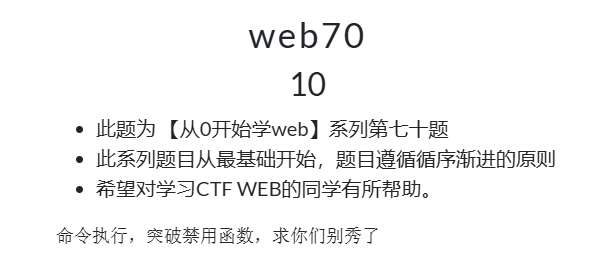 web70
10
此题为 【从0开始学web】系列第七十题
此系列题目从最基础开始，题目遵循循序渐进的原则
希望对学习CTF WEB的同学有所帮助。
命令执行，突破禁用函数，求你们别秀了